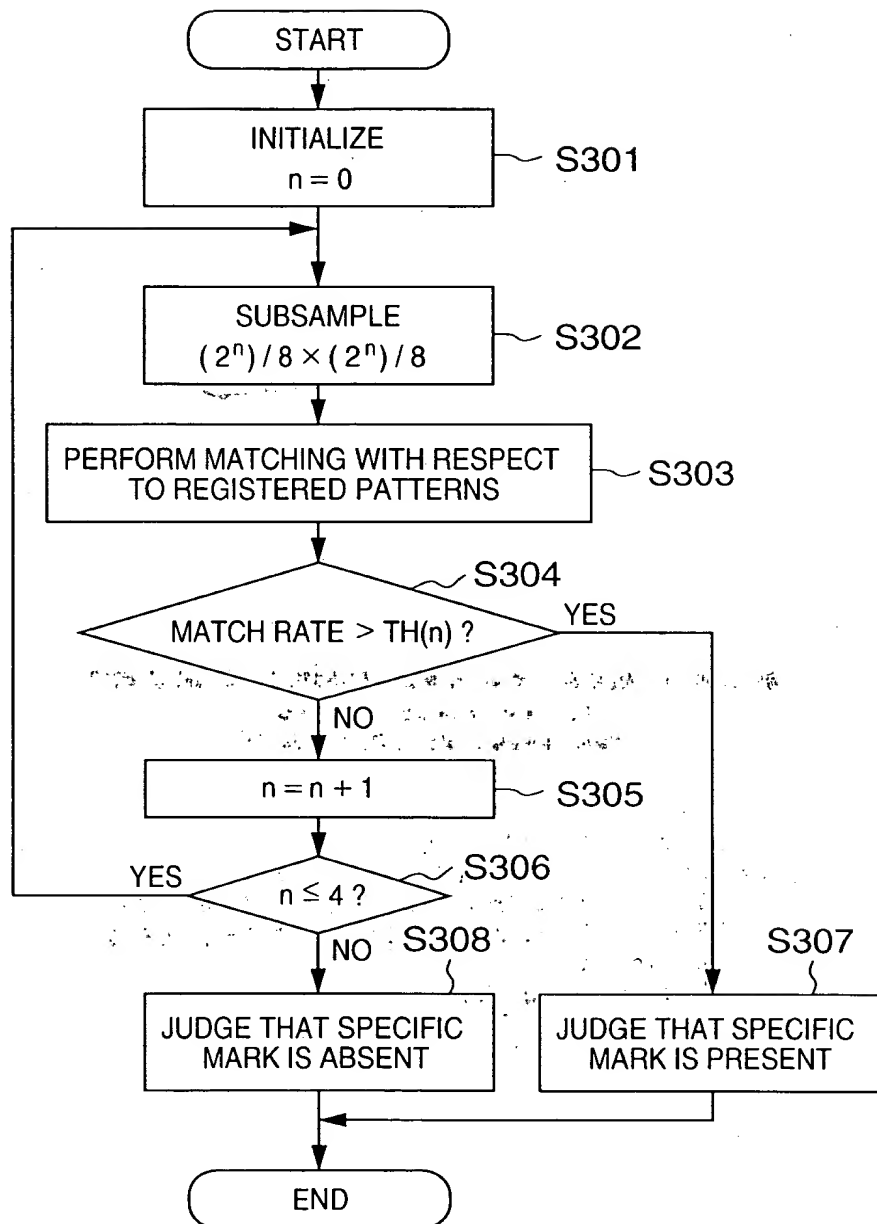 START
INITIALIZE
n = 0
S301
SUBSAMPLE
(2ⁿ) / 8 × (2ⁿ) / 8
S302
PERFORM MATCHING WITH RESPECT
TO REGISTERED PATTERNS
S303
S304
MATCH RATE > TH(n) ?
YES
NO
n = n + 1
S305
S306
YES
n ≦ 4 ?
NO
S308
S307
JUDGE THAT SPECIFIC
MARK IS ABSENT
JUDGE THAT SPECIFIC
MARK IS PRESENT
END